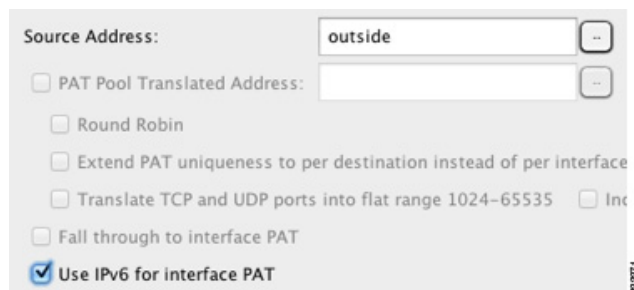 Source Address: outside ..
PAT Pool Translated Address: ..
Round Robin
Extend PAT uniqueness to per destination instead of per interface
Translate TCP and UDP ports into flat range 1024-65535
Fall through to interface PAT
Use IPv6 for interface PAT